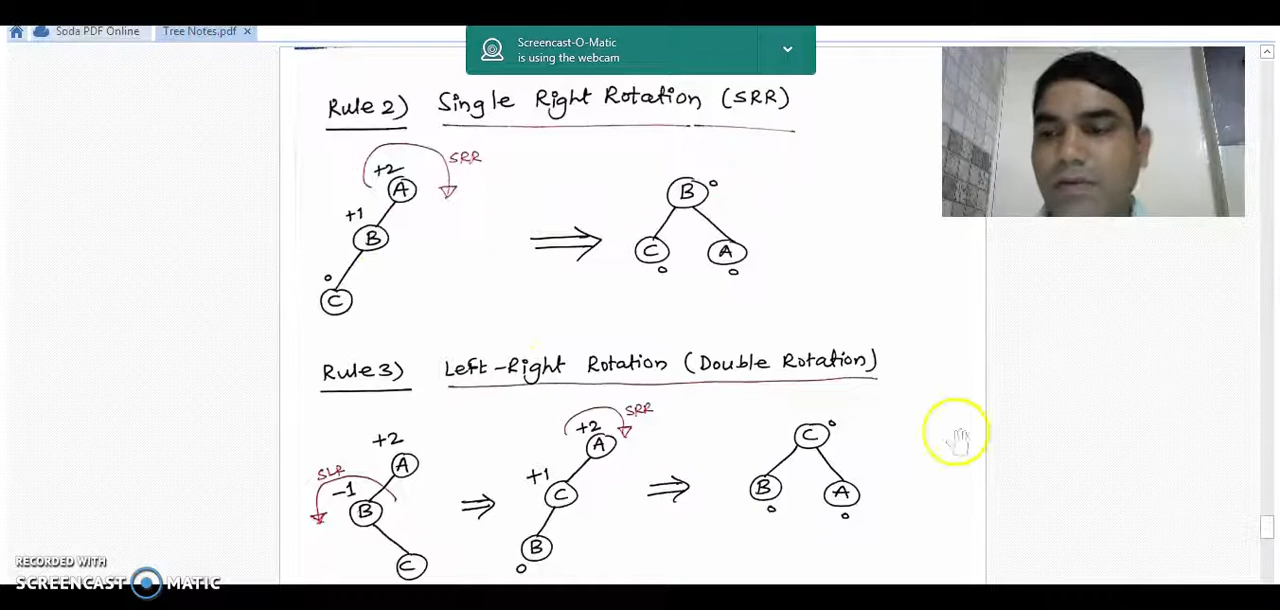 Soda PDF Online
Tree Notes.pdf
Screencast-O-Matic
is using the webcam
Rule 2) Single Right Rotation (SRR)
+2
A
SRR
+1
B
0
C
B 0
C
A
0
0
Rule 3) Left-Right Rotation (Double Rotation)
+2
A
SLR
-1
B
C
+2
A
SRR
+1
C
B
0
C 0
B
A
0
0
RECORDED WITH
SCREENCAST MATIC